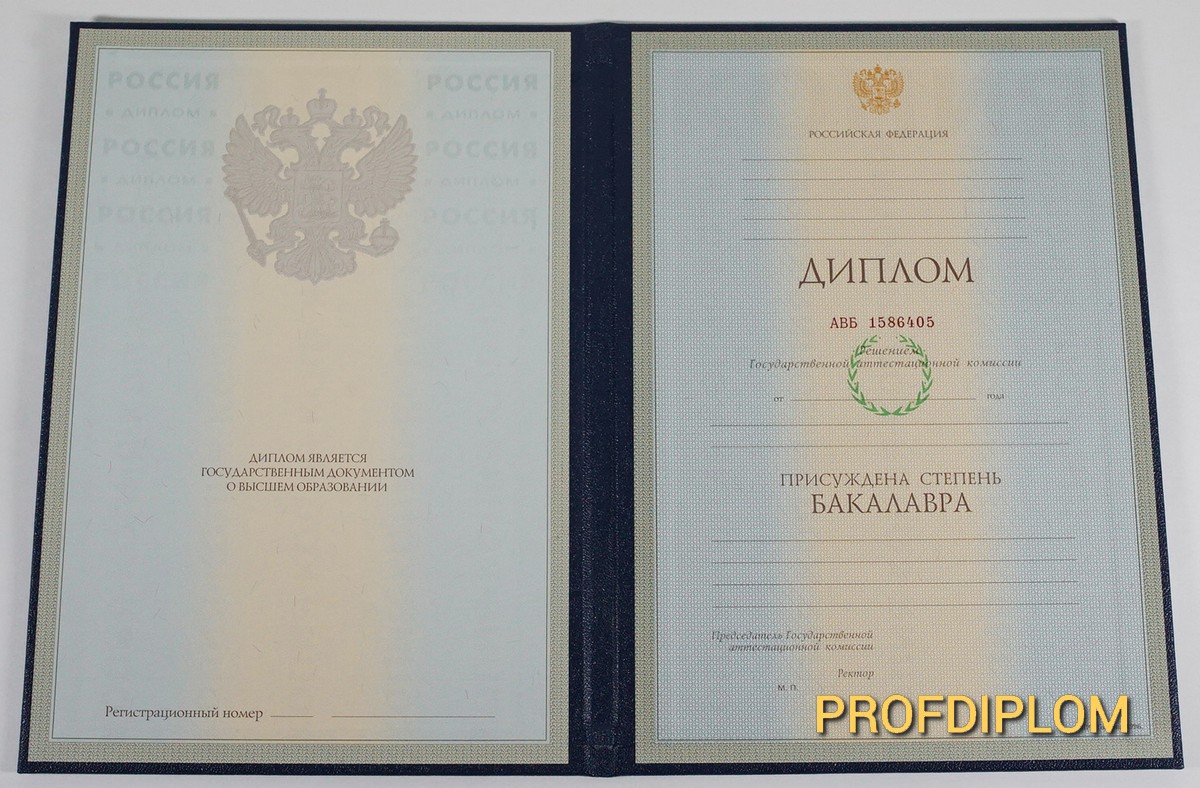 РОССИЯ РОССИЯ
ДИПЛОМ ДИПЛОМ
РОССИЯ РОССИЯ
ДИПЛОМ ДИПЛОМ
РОССИЯ РОССИЯ
ДИПЛОМ ЯВЛЯЕТСЯ
ГОСУДАРСТВЕННЫМ ДОКУМЕНТОМ
О ВЫСШЕМ ОБРАЗОВАНИИ
Регистрационный номер
РОССИЙСКАЯ ФЕДЕРАЦИЯ
ДИПЛОМ
АВБ 1586405
Решением
Государственной аттестационной комиссии
от года
ПРИСУЖДЕНА СТЕПЕНЬ
БАКАЛАВРА
Председатель Государственной
аттестационной комиссии
Ректор
м. п.
PROFDIPLOM